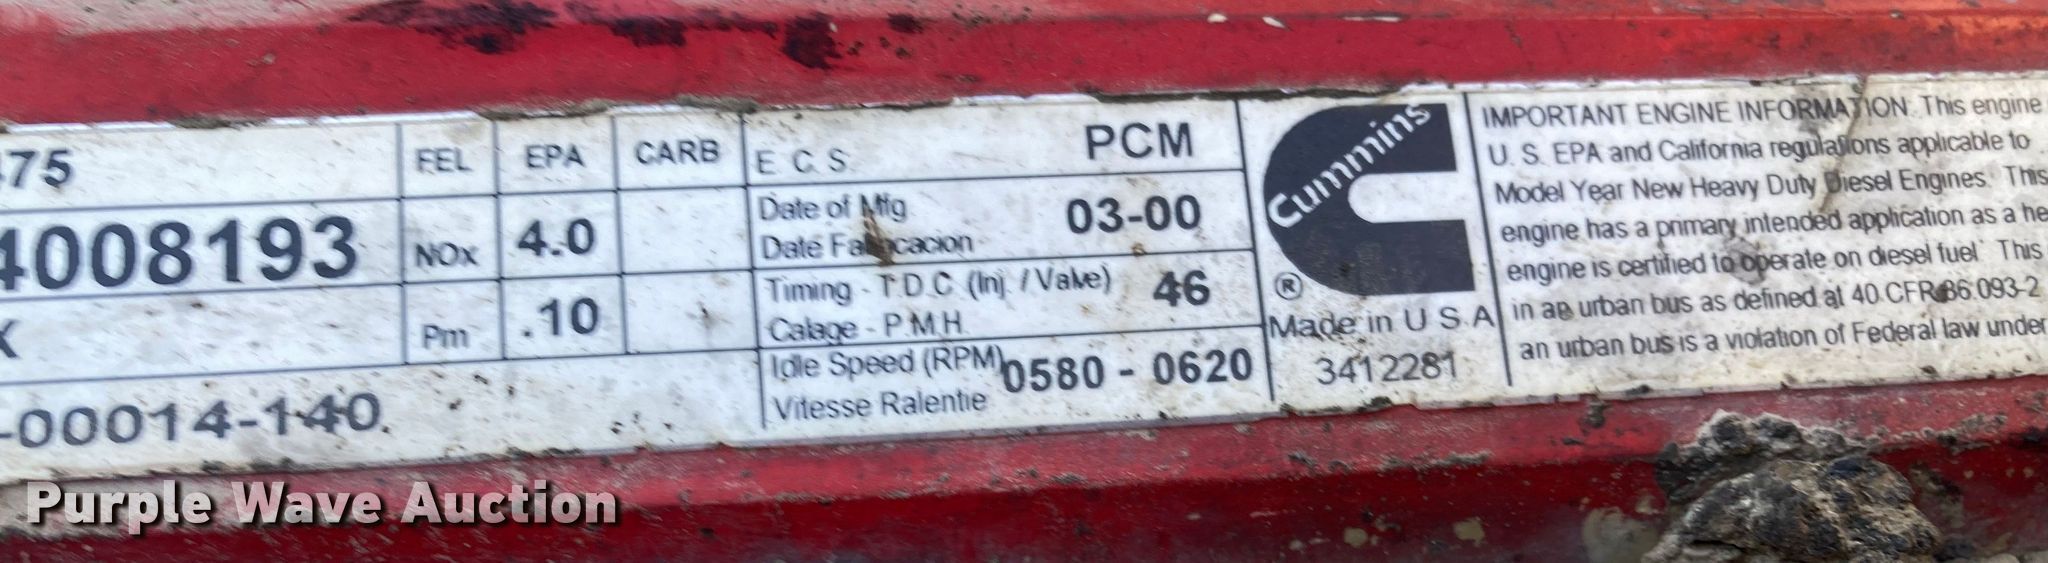 475
4008193
X
-00014-140
FEL EPA CARB
NOx 4.0
Pm .10
E. C. S. PCM
Date of Mfg. 03-00
Date Fabricacion
Timing - T.D.C. (Inj. / Valve) 46
Calage - P.M.H.
Idle Speed (RPM) 0580 - 0620
Vitesse Ralentie
Cummins
®
Made in U.S.A.
3412281
IMPORTANT ENGINE INFORMATION. This engine
U. S. EPA and California regulations applicable to
Model Year New Heavy Duty Diesel Engines. This
engine has a primary intended application as a he
engine is certified to operate on diesel fuel. This
in an urban bus as defined at 40 CFR 86.093-2
an urban bus is a violation of Federal law under
Purple Wave Auction